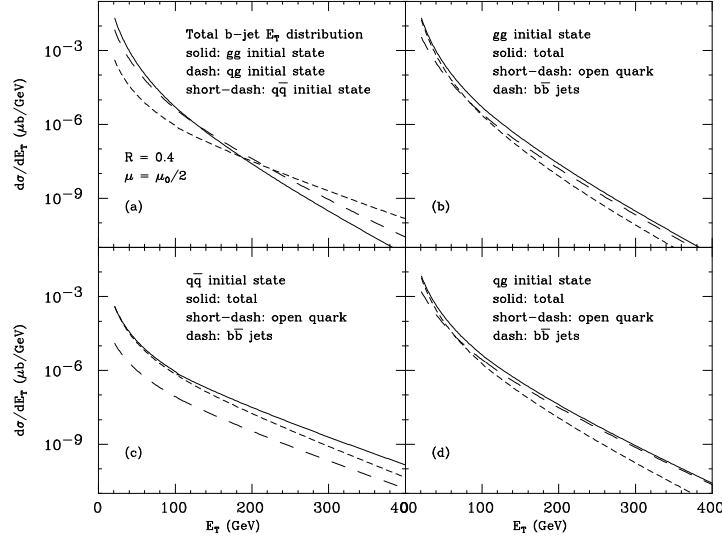 Total b-jet E_T distribution
solid: gg initial state
dash: qg initial state
short-dash: qq̅ initial state
R = 0.4
μ = μ₀/2
(a)
dσ/dE_T (μb/GeV)
10⁻³
10⁻⁶
10⁻⁹
gg initial state
solid: total
short-dash: open quark
dash: bb̅ jets
(b)
qq̅ initial state
solid: total
short-dash: open quark
dash: bb̅ jets
(c)
dσ/dE_T (μb/GeV)
10⁻³
10⁻⁶
10⁻⁹
0 100 200 300 400
E_T (GeV)
qg initial state
solid: total
short-dash: open quark
dash: bb̅ jets
(d)
0 100 200 300 400
E_T (GeV)